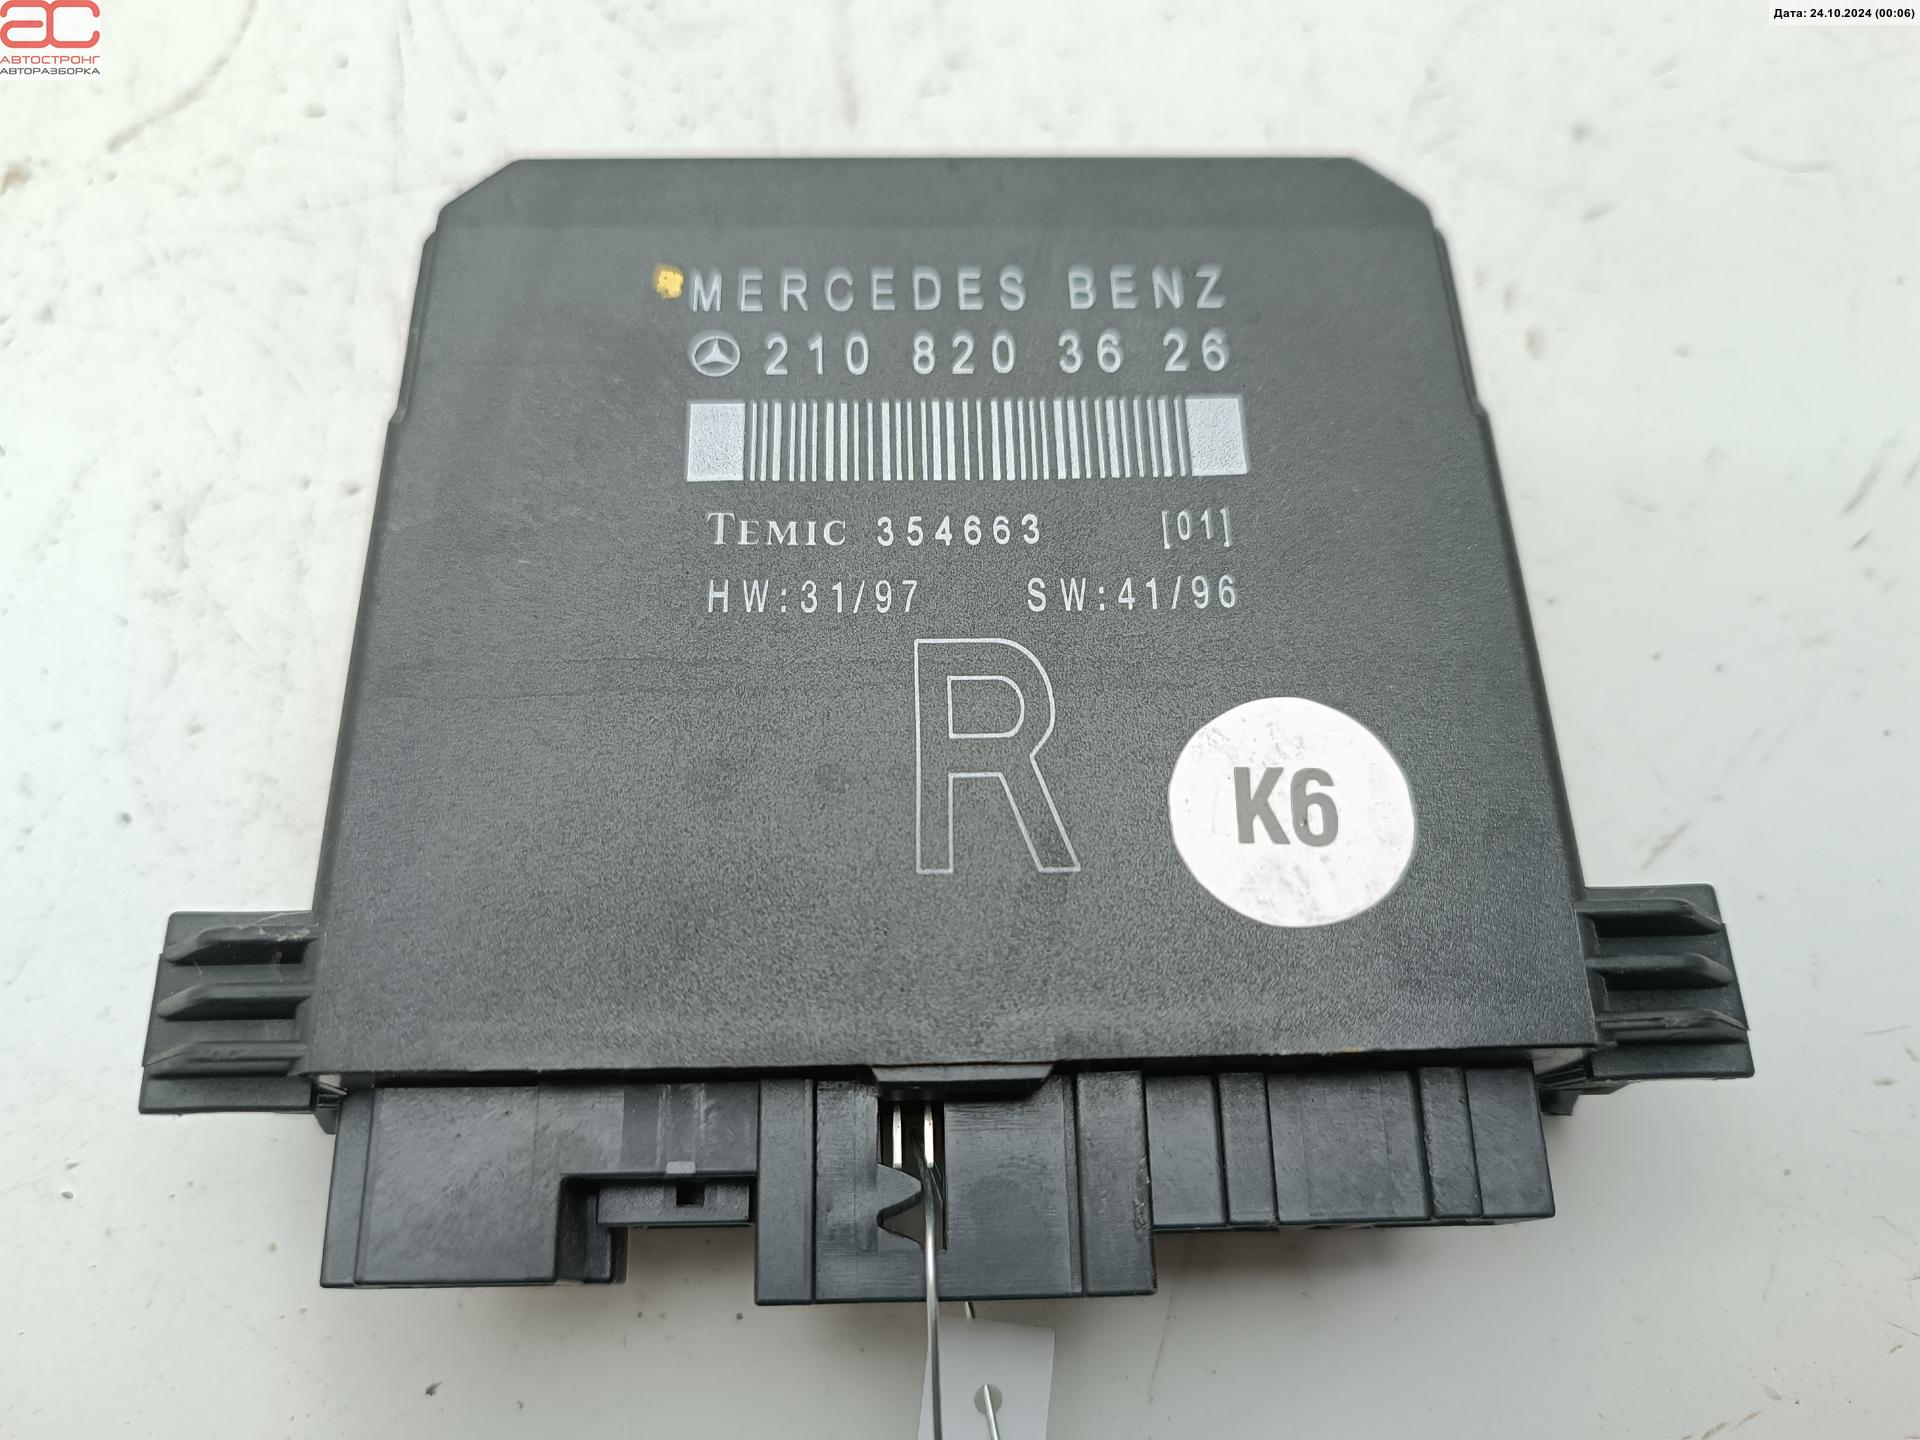 АС
АВТОСТРОНГ
АВТОРАЗБОРКА
Дата: 24.10.2024 (00:06)
MERCEDES BENZ
210 820 36 26
TEMIC 354663 [01]
HW:31/97 SW:41/96
R
K6